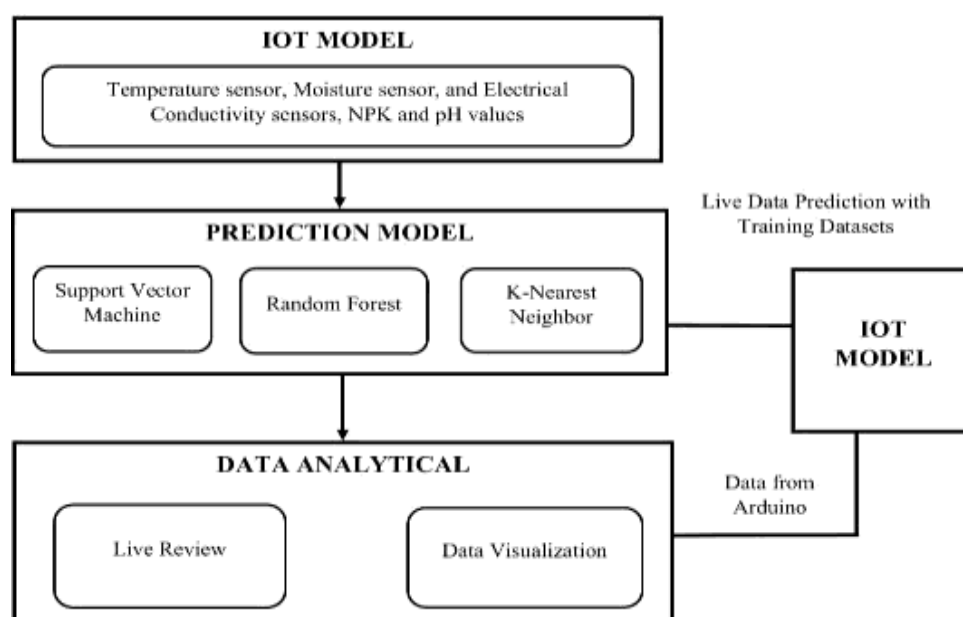 IOT MODEL
Temperature sensor, Moisture sensor, and Electrical
Conductivity sensors, NPK and pH values
PREDICTION MODEL
Support Vector
Machine
Random Forest
K-Nearest
Neighbor
Live Data Prediction with
Training Datasets
IOT
MODEL
DATA ANALYTICAL
Live Review
Data Visualization
Data from
Arduino